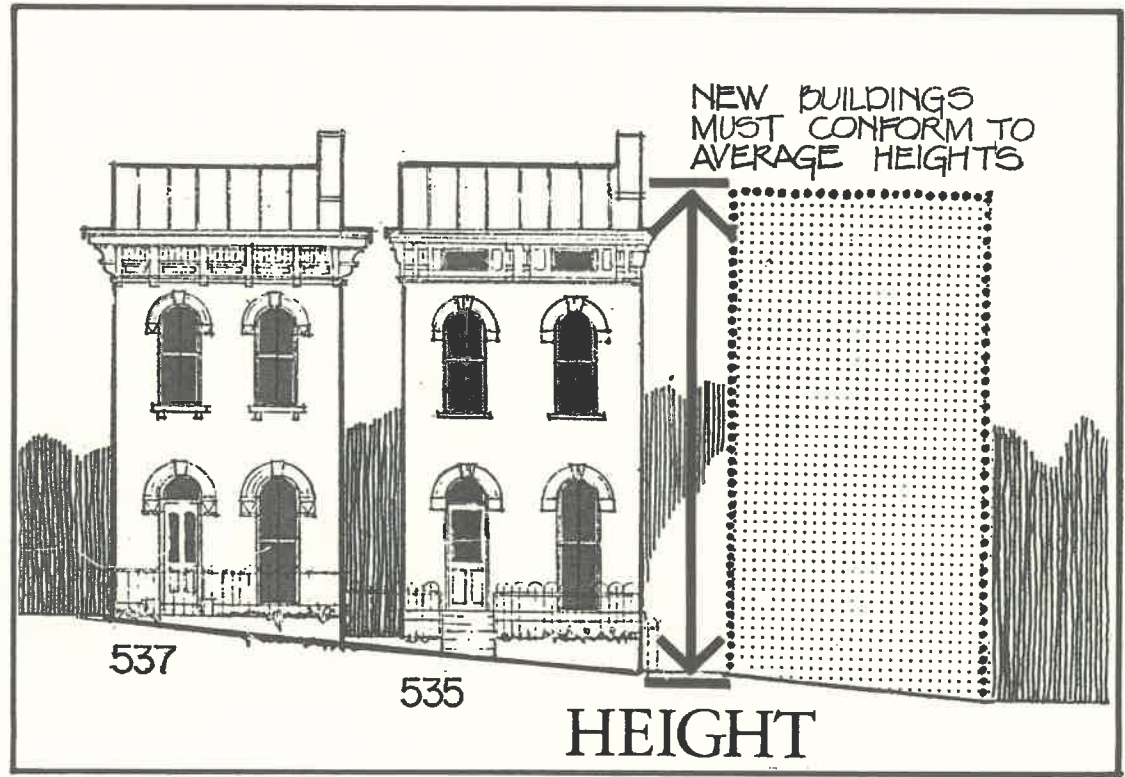 NEW BUILDINGS
MUST CONFORM TO
AVERAGE HEIGHTS
537
535
HEIGHT